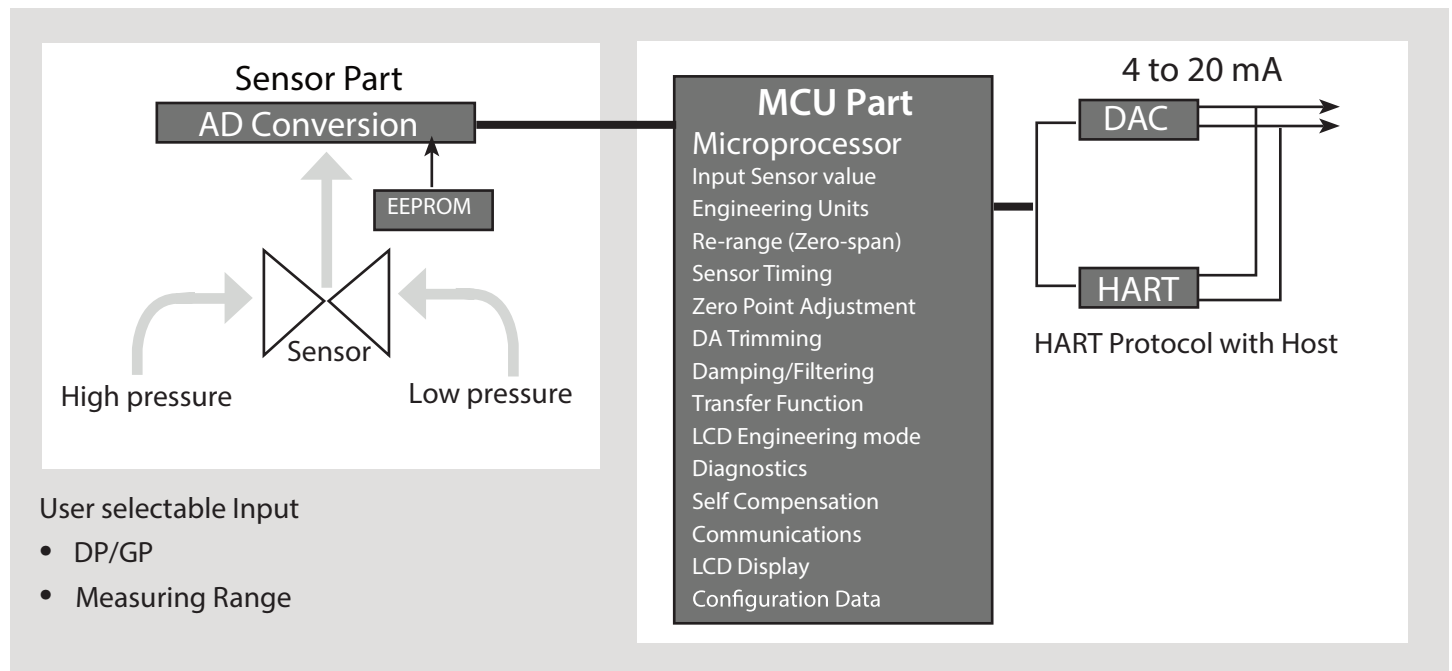 Sensor Part
AD Conversion
EEPROM
Sensor
High pressure
Low pressure
User selectable Input
• DP/GP
• Measuring Range
MCU Part
Microprocessor
Input Sensor value
Engineering Units
Re-range (Zero-span)
Sensor Timing
Zero Point Adjustment
DA Trimming
Damping/Filtering
Transfer Function
LCD Engineering mode
Diagnostics
Self Compensation
Communications
LCD Display
Configuration Data
4 to 20 mA
DAC
HART
HART Protocol with Host